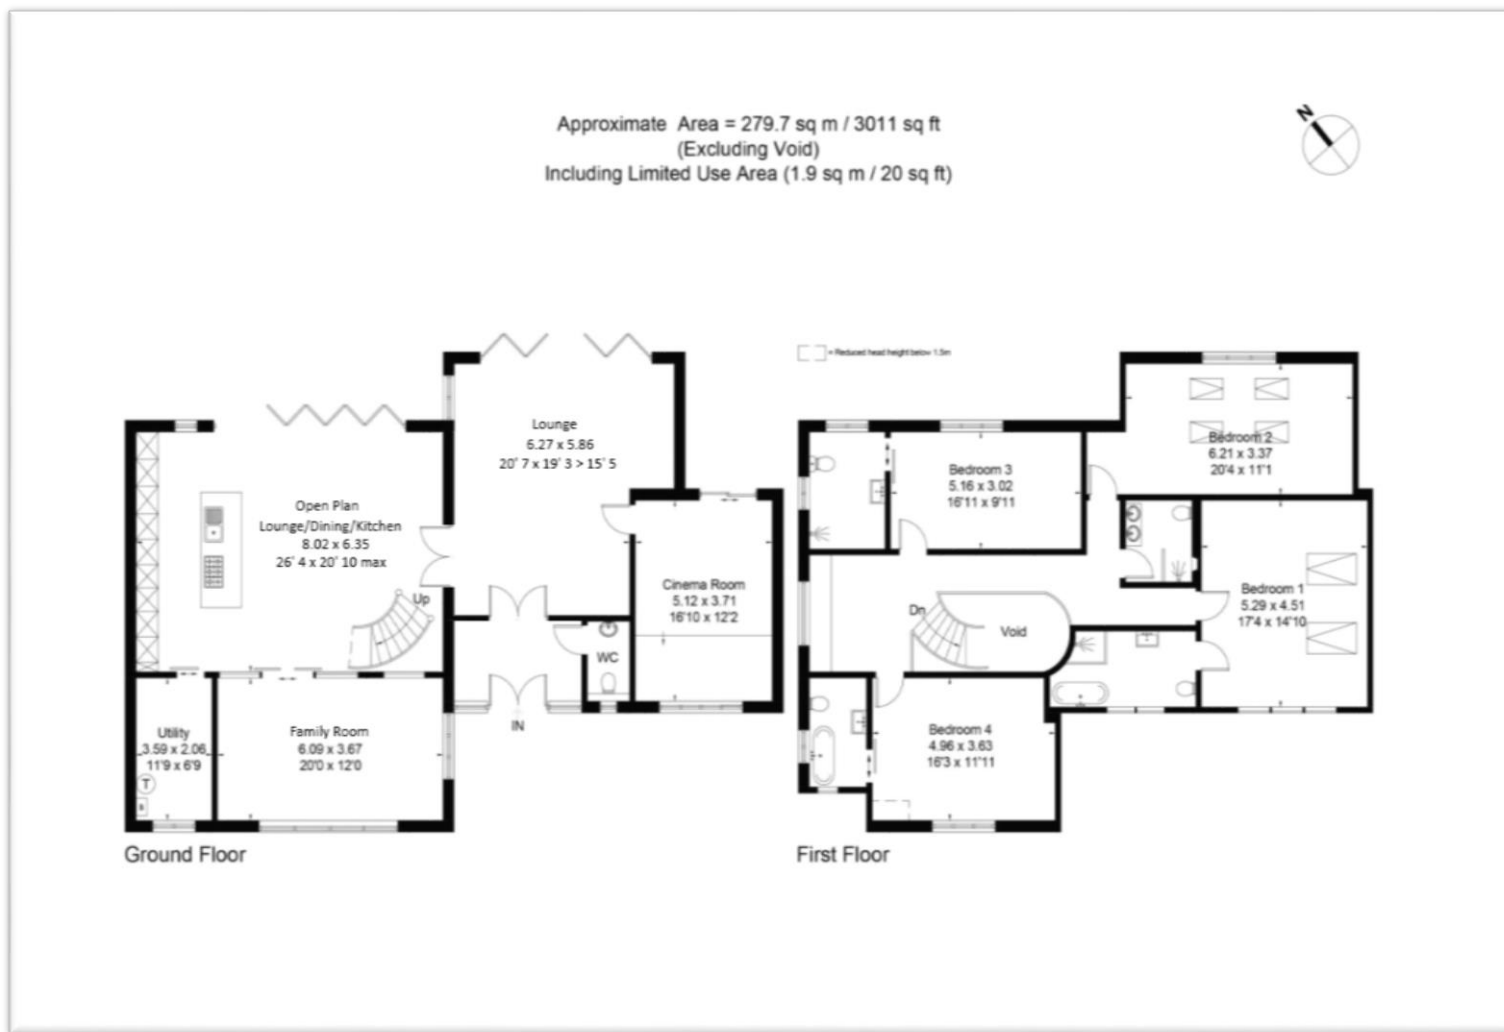 Approximate Area = 279.7 sq m / 3011 sq ft
(Excluding Void)
Including Limited Use Area (1.9 sq m / 20 sq ft)
N
= Reduced head height below 1.5m
Lounge
6.27 x 5.86
20' 7 x 19' 3 > 15' 5
Open Plan
Lounge/Dining/Kitchen
8.02 x 6.35
26' 4 x 20' 10 max
Up
Cinema Room
5.12 x 3.71
16'10 x 12'2
WC
IN
Utility
3.59 x 2.06
11'9 x 6'9
T
Family Room
6.09 x 3.67
20'0 x 12'0
Ground Floor
Bedroom 2
6.21 x 3.37
20'4 x 11'1
Bedroom 3
5.16 x 3.02
16'11 x 9'11
Bedroom 1
5.29 x 4.51
17'4 x 14'10
Dn
Void
Bedroom 4
4.96 x 3.63
16'3 x 11'11
First Floor